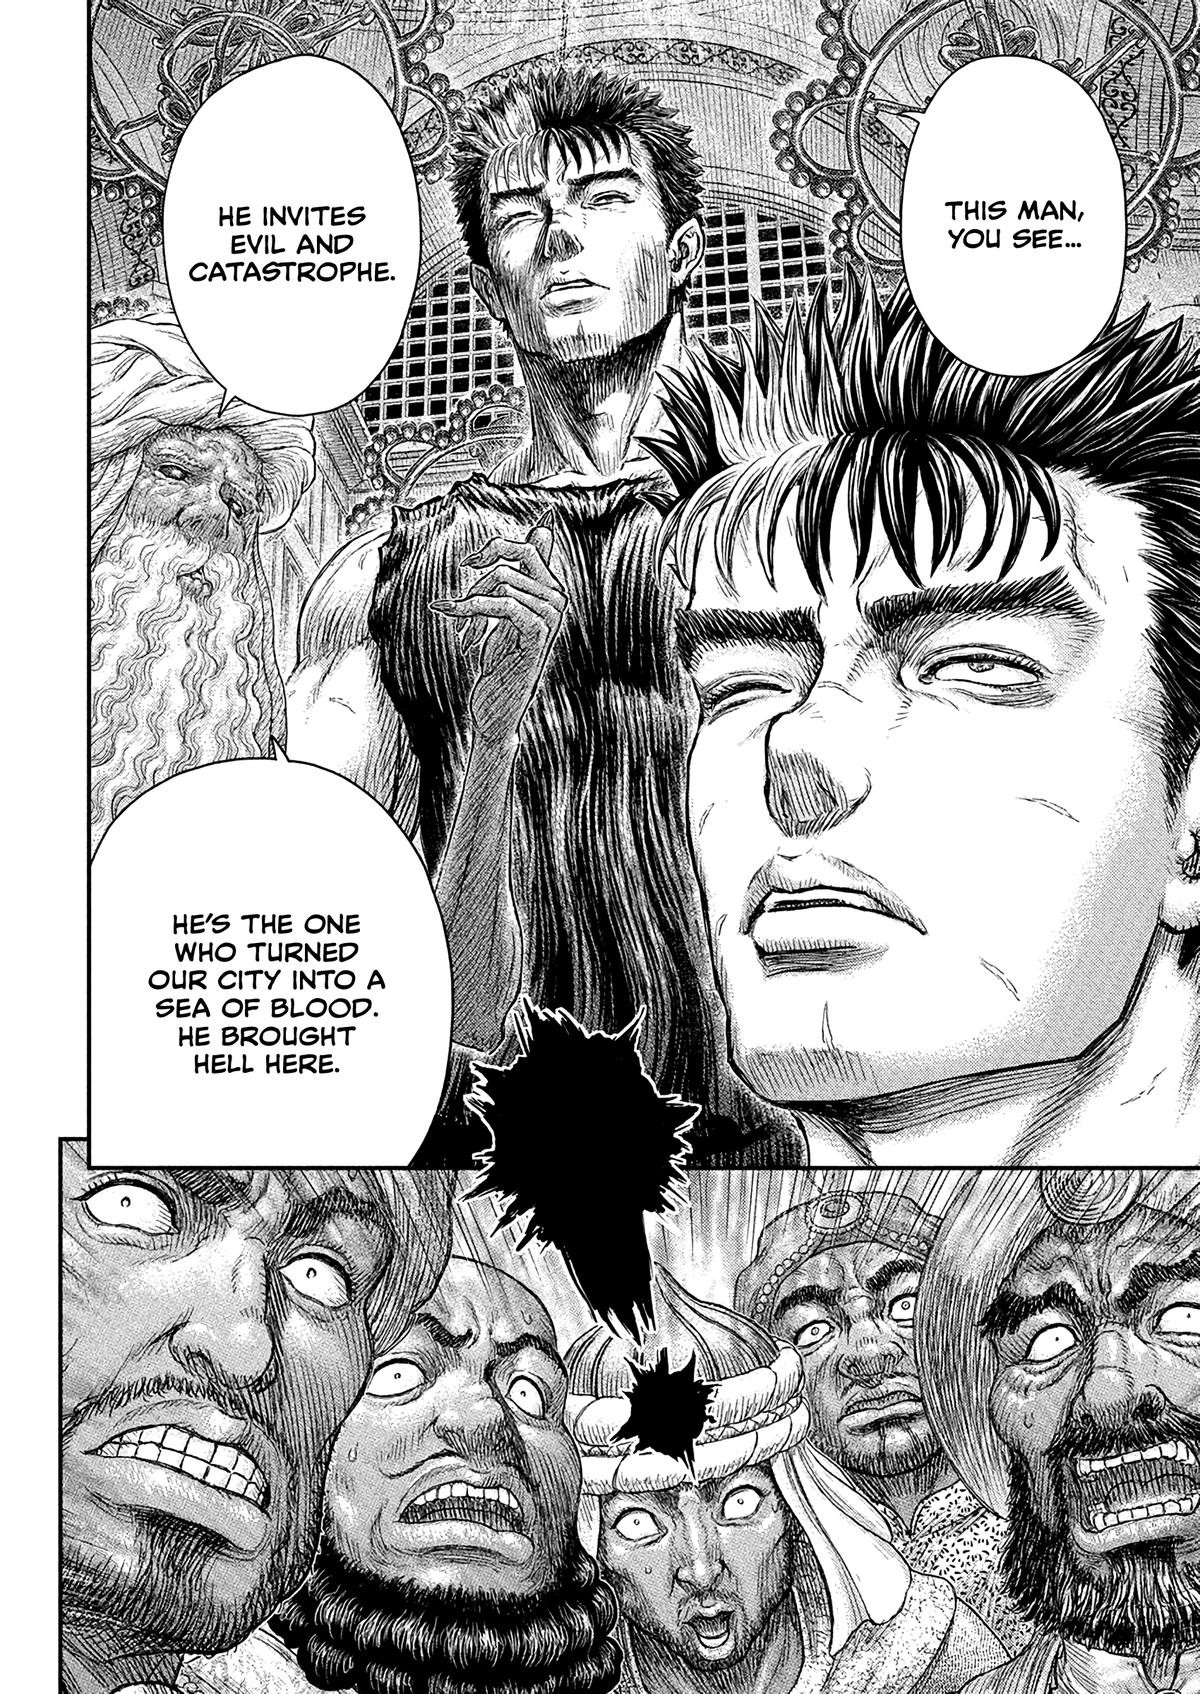 THIS MAN,
YOU SEE...
HE INVITES
EVIL AND
CATASTROPHE.
HE'S THE ONE
WHO TURNED
OUR CITY INTO A
SEA OF BLOOD.
HE BROUGHT
HELL HERE.
!